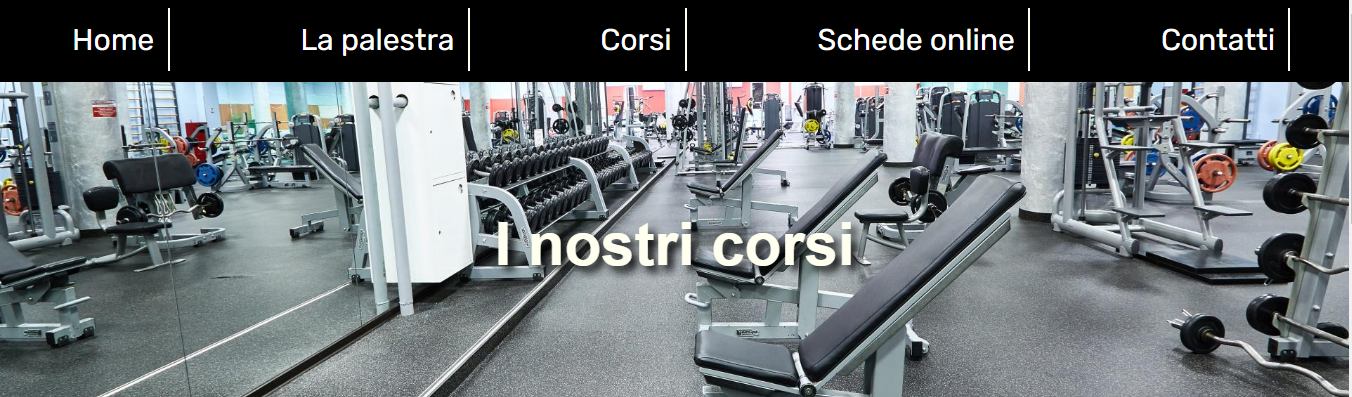 Home
La palestra
Corsi
Schede online
Contatti
I nostri corsi